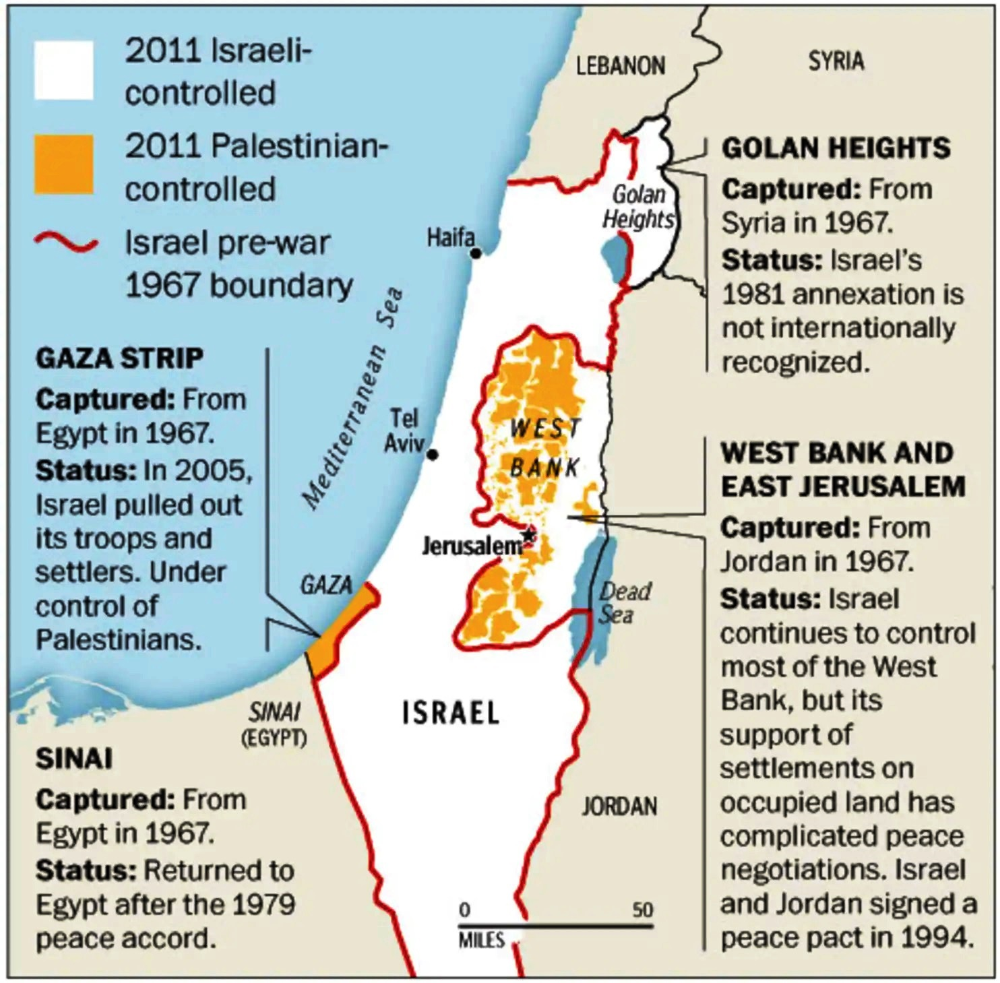 2011 Israeli-
controlled
2011 Palestinian-
controlled
Israel pre-war
1967 boundary
GAZA STRIP
Captured: From
Egypt in 1967.
Status: In 2005,
Israel pulled out
its troops and
settlers. Under
control of
Palestinians.
SINAI
Captured: From
Egypt in 1967.
Status: Returned to
Egypt after the 1979
peace accord.
LEBANON
SYRIA
Golan
Heights
Haifa
Mediterranean Sea
Tel
Aviv
WEST
BANK
Jerusalem
GAZA
Dead
Sea
SINAI
(EGYPT)
ISRAEL
JORDAN
0 50
MILES
GOLAN HEIGHTS
Captured: From
Syria in 1967.
Status: Israel’s
1981 annexation is
not internationally
recognized.
WEST BANK AND
EAST JERUSALEM
Captured: From
Jordan in 1967.
Status: Israel
continues to control
most of the West
Bank, but its
support of
settlements on
occupied land has
complicated peace
negotiations. Israel
and Jordan signed a
peace pact in 1994.